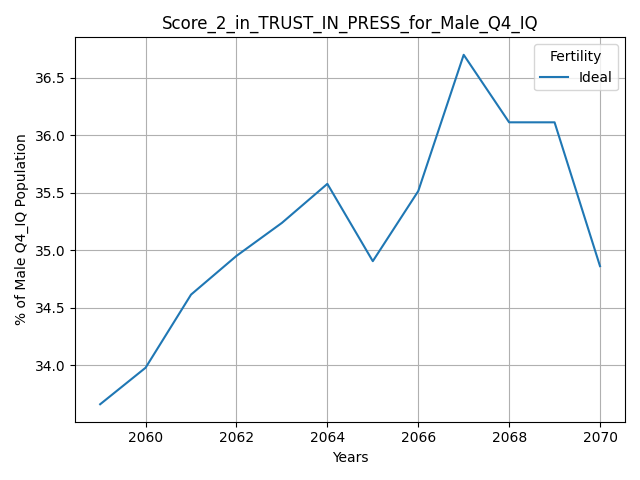 Score_2_in_TRUST_IN_PRESS_for_Male_Q4_IQ
Fertility
Ideal
36.5
36.0
35.5
35.0
34.5
34.0
% of Male Q4_IQ Population
2060 2062 2064 2066 2068 2070
Years